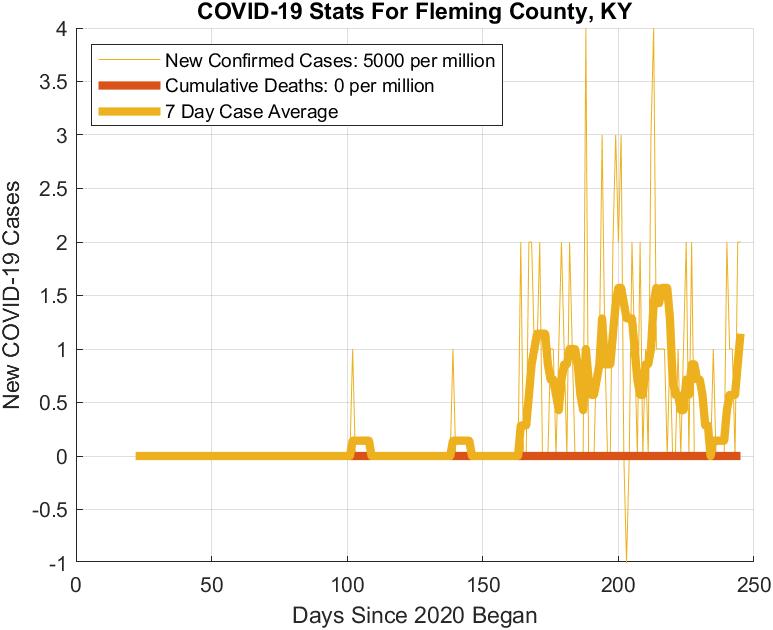 COVID-19 Stats For Fleming County, KY
New Confirmed Cases: 5000 per million
Cumulative Deaths: 0 per million
7 Day Case Average
4
3.5
3
2.5
2
1.5
1
0.5
0
-0.5
-1
New COVID-19 Cases
0 50 100 150 200 250
Days Since 2020 Began